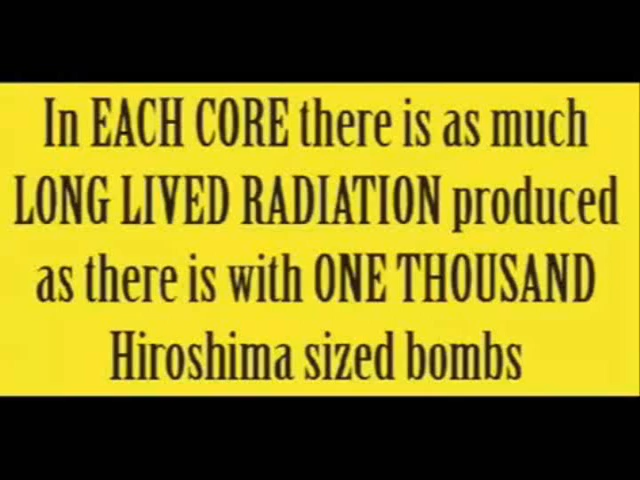 In EACH CORE there is as much
LONG LIVED RADIATION produced
as there is with ONE THOUSAND
Hiroshima sized bombs